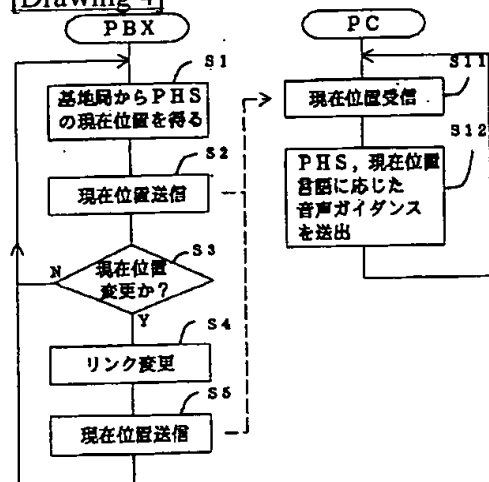 [Drawing 4]
PBX
S1
基地局からPHS
の現在位置を得る
S2
現在位置送信
S3
現在位置
変更か?
N
Y
S4
リンク変更
S5
現在位置送信
PC
S11
現在位置受信
S12
PHS,現在位置
言語に応じた
音声ガイダンス
を送出